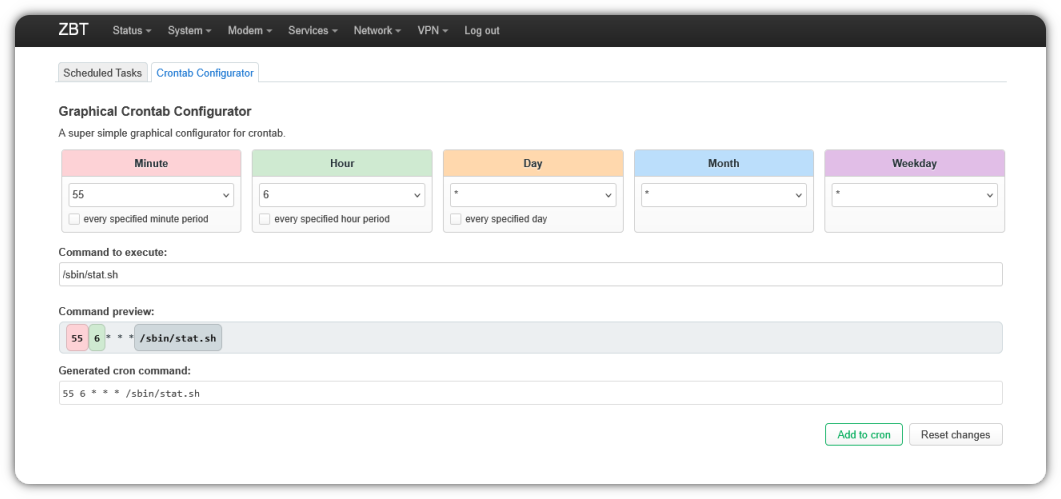 ZBT Status System Modem Services Network VPN Log out
Scheduled Tasks Crontab Configurator
Graphical Crontab Configurator
A super simple graphical configurator for crontab.
Minute Hour Day Month Weekday
55 6 * * *
every specified minute period every specified hour period every specified day
Command to execute:
/sbin/stat.sh
Command preview:
55 6 * * * /sbin/stat.sh
Generated cron command:
55 6 * * * /sbin/stat.sh
Add to cron Reset changes